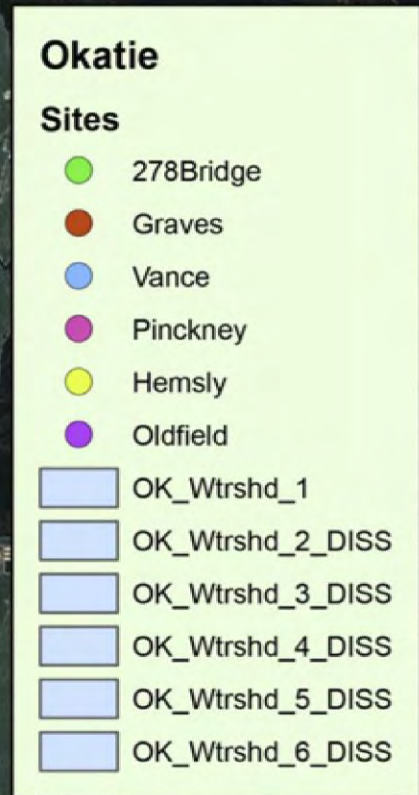 Okatie
Sites
278Bridge
Graves
Vance
Pinckney
Hemsly
Oldfield
OK_Wtrshd_1
OK_Wtrshd_2_DISS
OK_Wtrshd_3_DISS
OK_Wtrshd_4_DISS
OK_Wtrshd_5_DISS
OK_Wtrshd_6_DISS